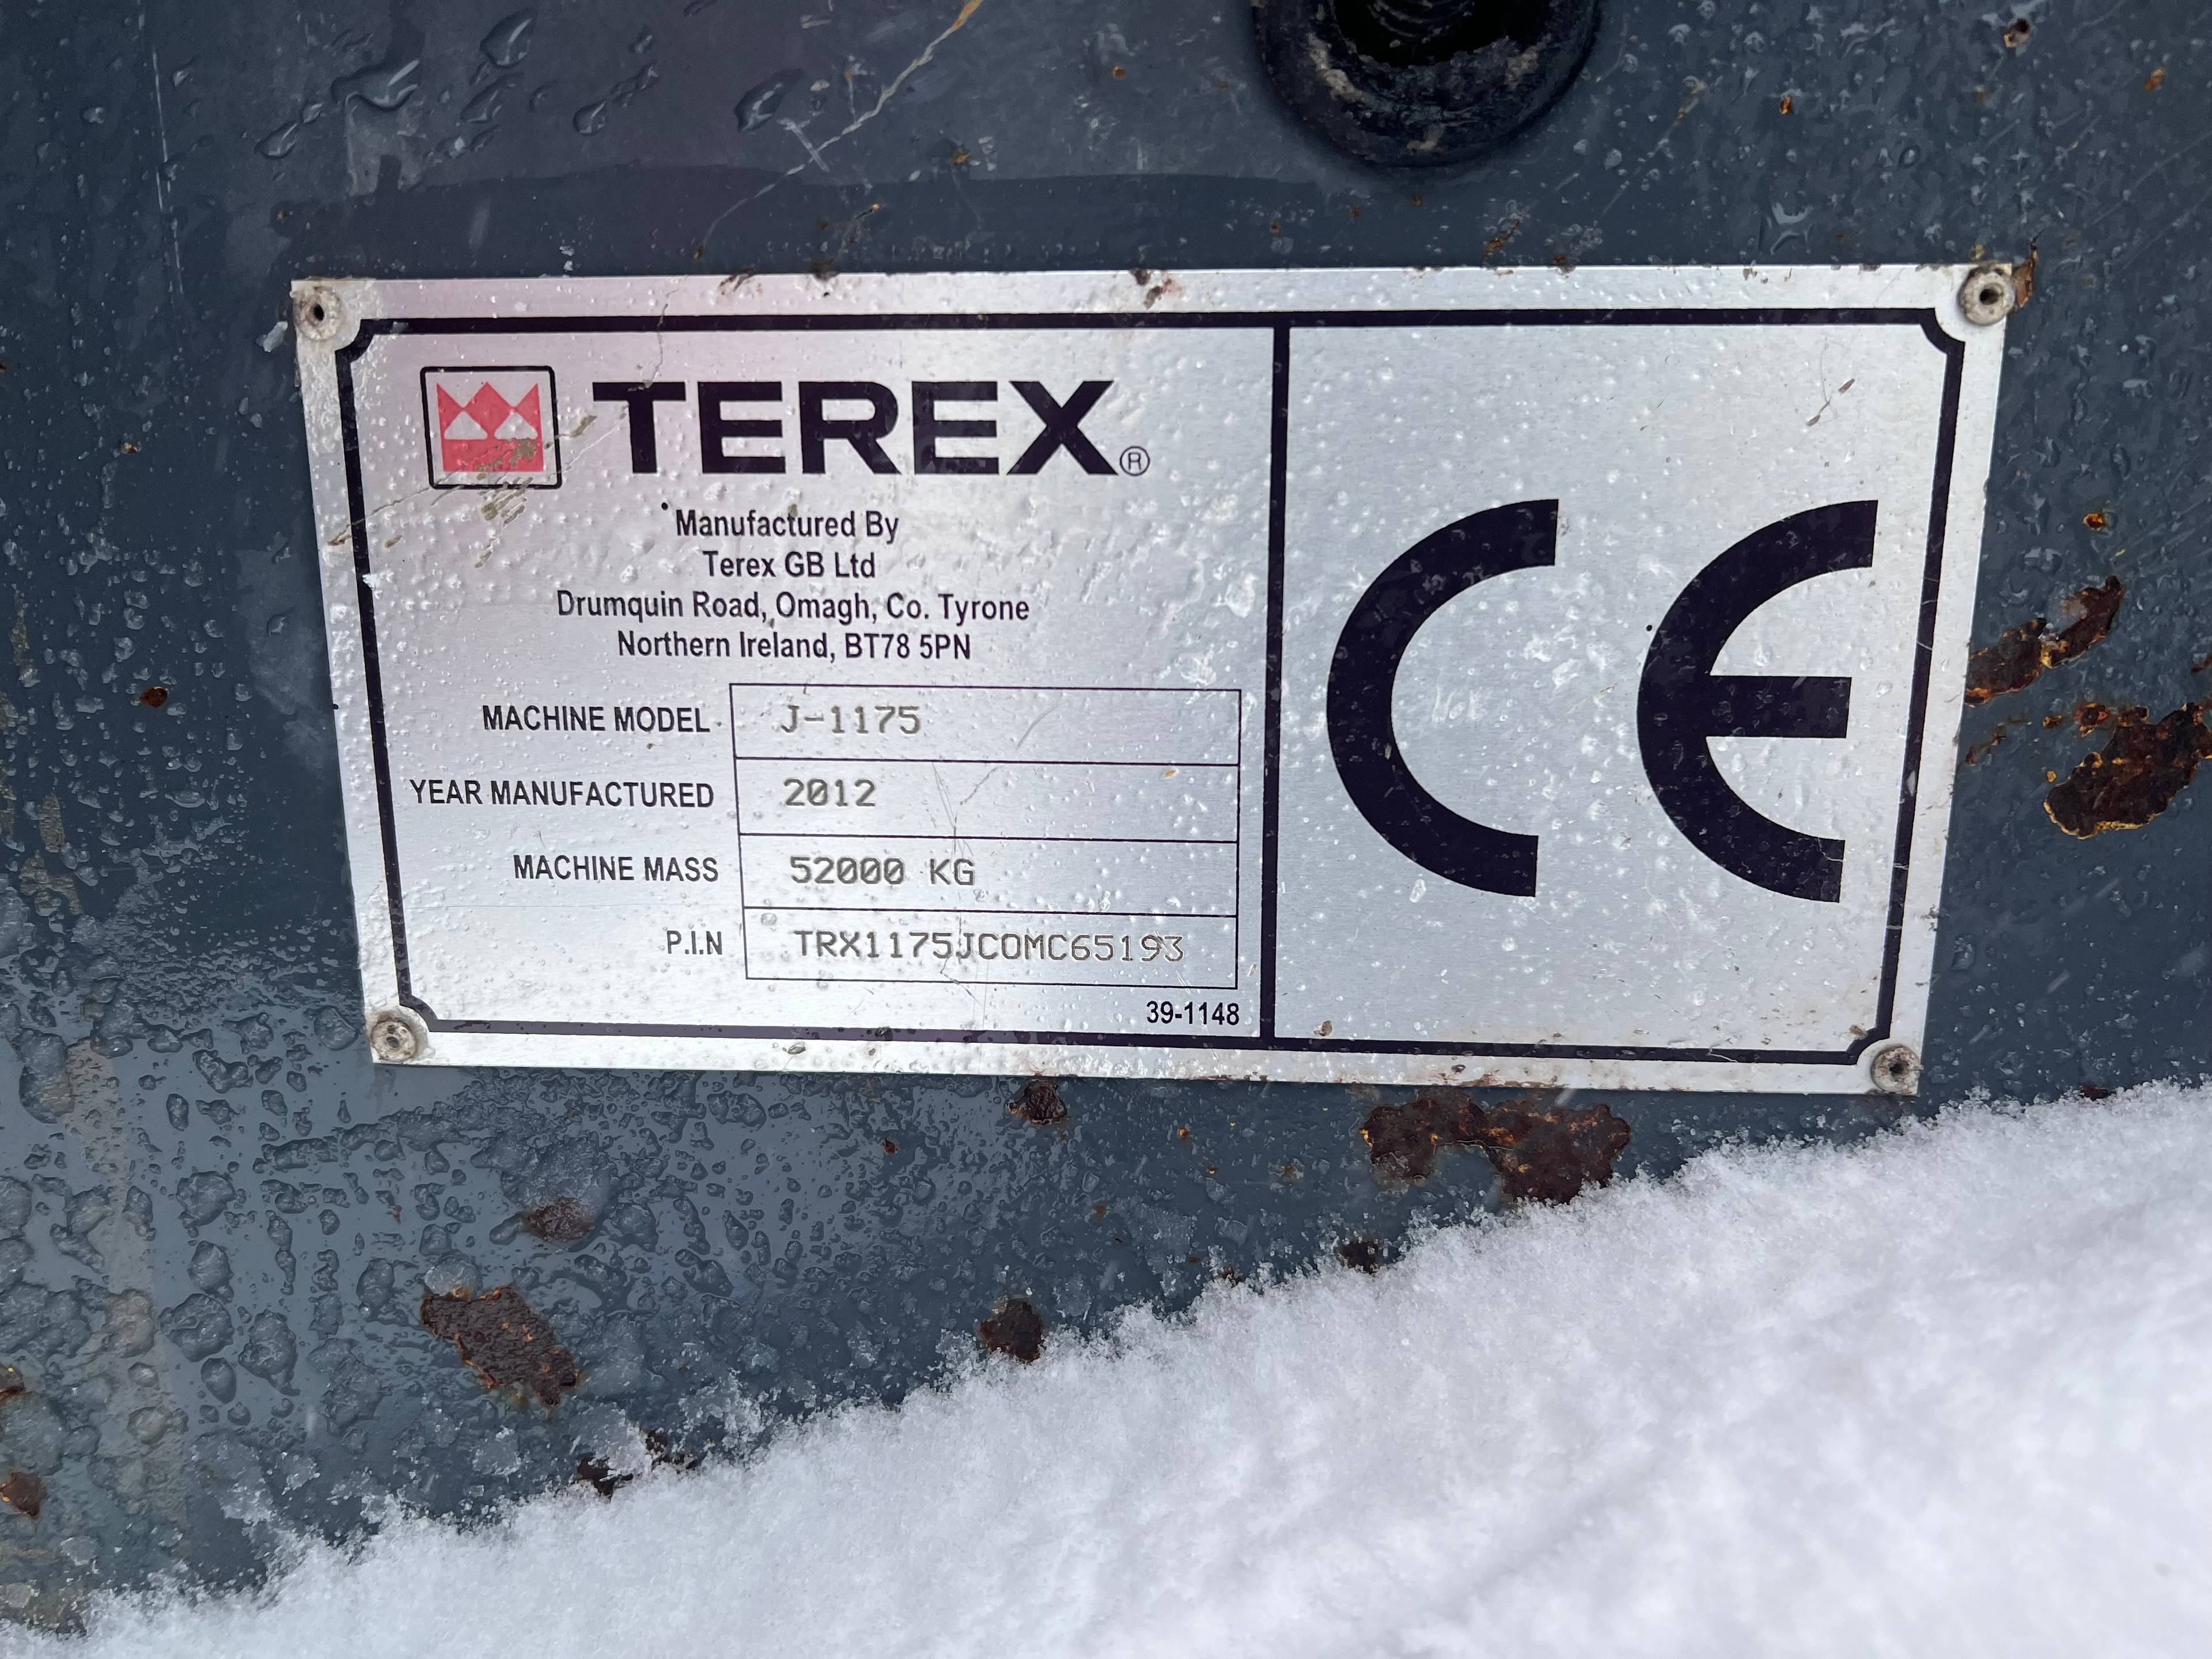 TEREX®
Manufactured By
Terex GB Ltd
Drumquin Road, Omagh, Co. Tyrone
Northern Ireland, BT78 5PN
MACHINE MODEL J-1175
YEAR MANUFACTURED 2012
MACHINE MASS 52000 KG
P.I.N TRX1175JCOMC65193
39-1148
CE